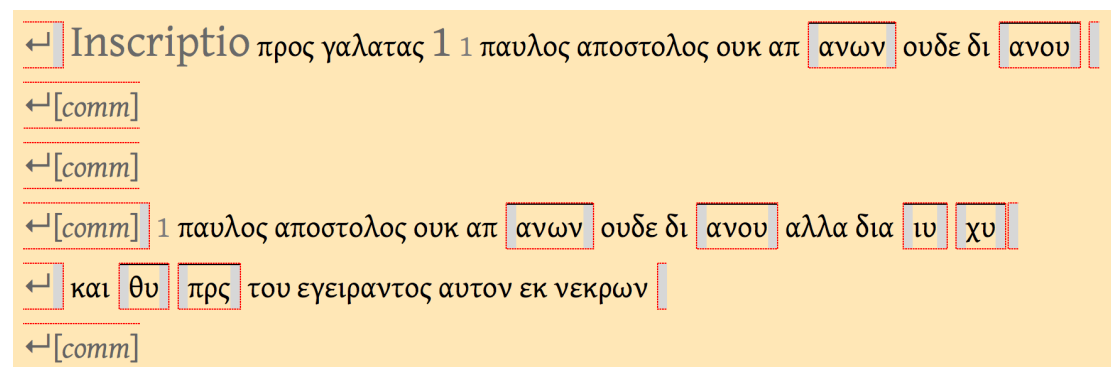 ↵ Inscriptio προς γαλατας 1 1 παυλος αποστολος ουκ απ ανων ουδε δι ανου
↵[comm]
↵[comm]
↵[comm] 1 παυλος αποστολος ουκ απ ανων ουδε δι ανου αλλα δια ιυ χυ
↵ και θυ πρς του εγειραντος αυτον εκ νεκρων
↵[comm]